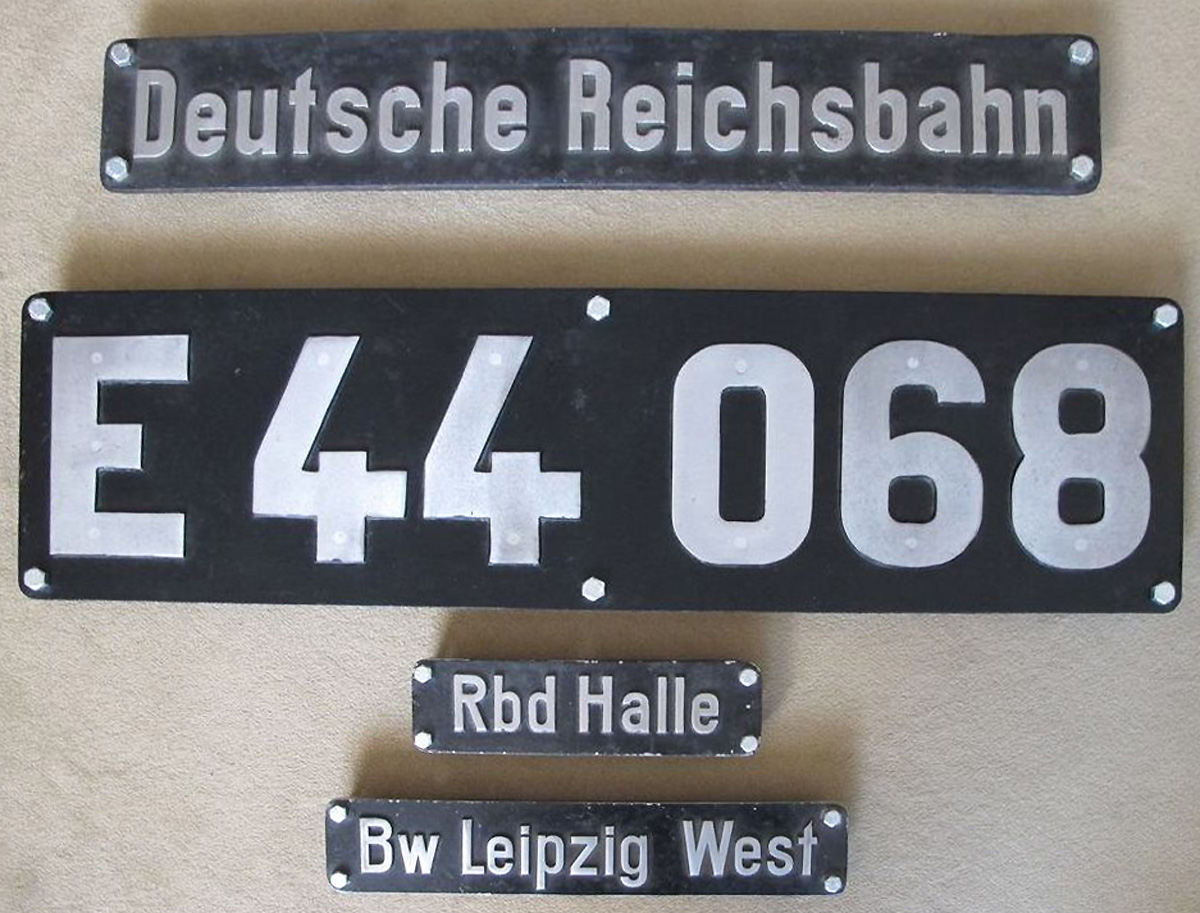 Deutsche Reichsbahn
E 44 068
Rbd Halle
Bw Leipzig West